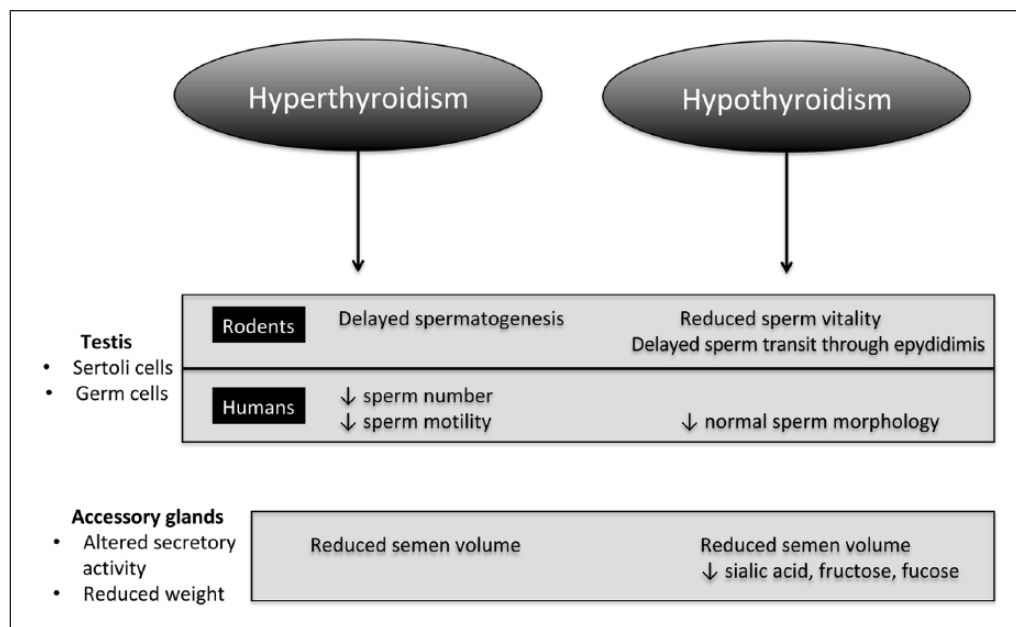 Hyperthyroidism
Hypothyroidism
Testis
• Sertoli cells
• Germ cells
Rodents
Delayed spermatogenesis
Reduced sperm vitality
Delayed sperm transit through epydidimis
Humans
↓ sperm number
↓ sperm motility
↓ normal sperm morphology
Accessory glands
• Altered secretory
activity
• Reduced weight
Reduced semen volume
Reduced semen volume
↓ sialic acid, fructose, fucose